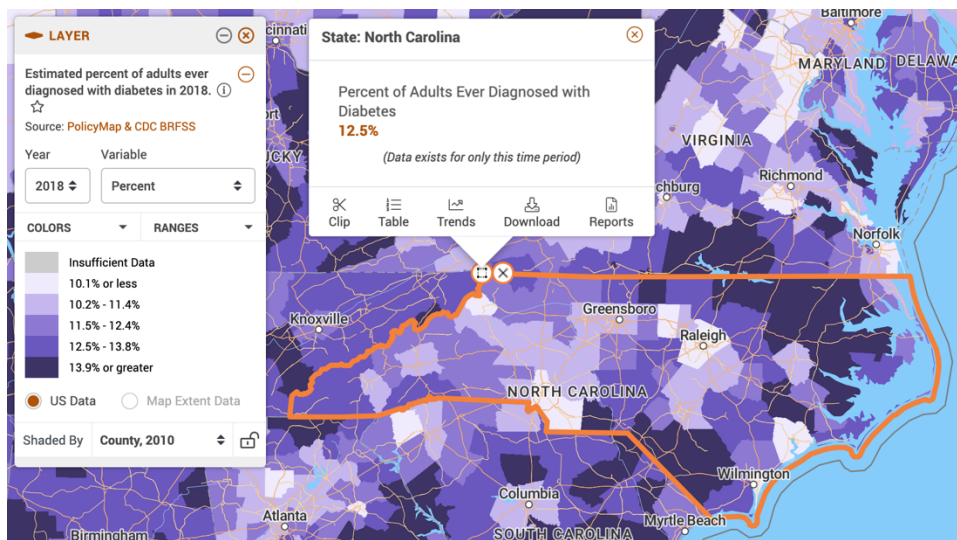 LAYER
Estimated percent of adults ever
diagnosed with diabetes in 2018.
Source: PolicyMap & CDC BRFSS
Year
Variable
2018
Percent
COLORS
RANGES
Insufficient Data
10.1% or less
10.2% - 11.4%
11.5% - 12.4%
12.5% - 13.8%
13.9% or greater
US Data
Map Extent Data
Shaded By
County, 2010
State: North Carolina
Percent of Adults Ever Diagnosed with
Diabetes
12.5%
(Data exists for only this time period)
Clip
Table
Trends
Download
Reports
cinnati
ort
UCKY
chburg
Baltimore
MARYLAND
DELAWA
VIRGINIA
Richmond
Norfolk
Knoxville
Greensboro
Raleigh
NORTH CAROLINA
Wilmington
Columbia
Atlanta
Myrtle Beach
SOUTH CAROLINA
Birmingham